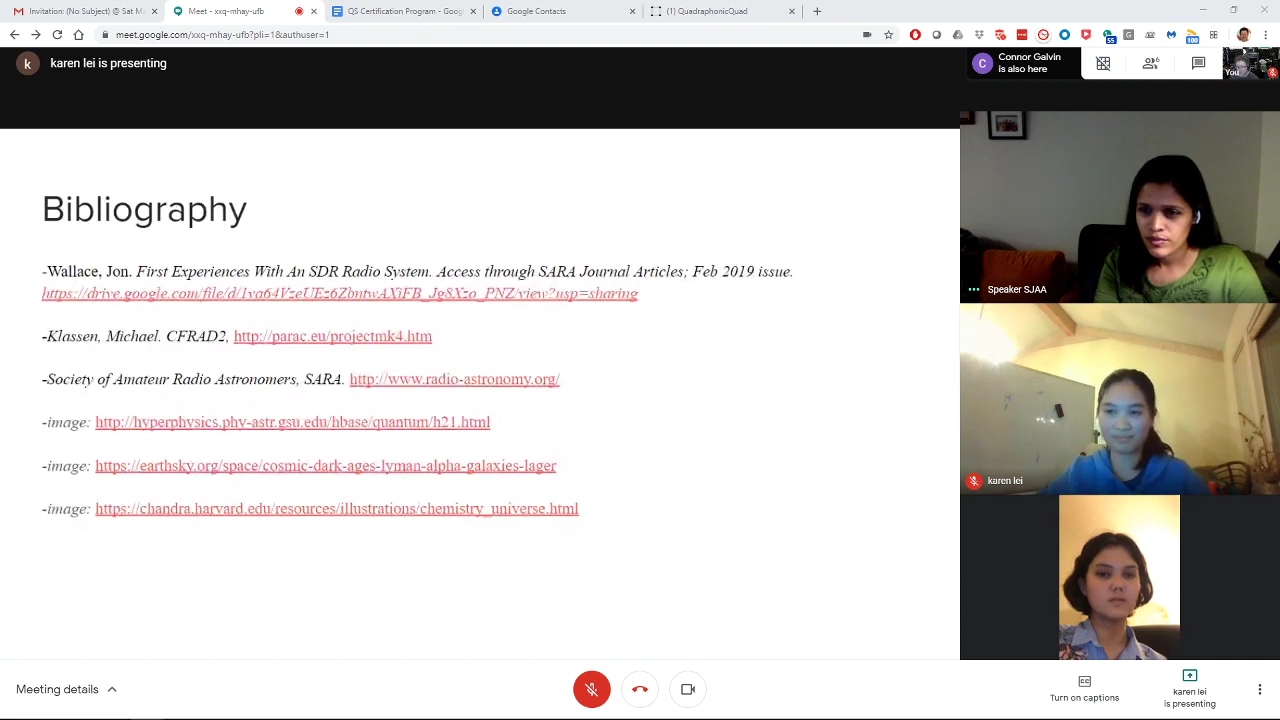 Invitation: (No Subject) @ Sat M
Meet - xxq-mhay-ufb
QS Certification Program - Goog
Google Contacts
(1) QuadraphonicQuad
meet.google.com/xxq-mhay-ufb?pli=1&authuser=1
55
100
k
karen lei is presenting
C
Connor Galvin
is also here
6
You
Bibliography
-Wallace, Jon. First Experiences With An SDR Radio System. Access through SARA Journal Articles; Feb 2019 issue.
-Klassen, Michael. CFRAD2, http://parac.eu/projectmk4.htm
-Society of Amateur Radio Astronomers, SARA. http://www.radio-astronomy.org/
-image: http://hyperphysics.phy-astr.gsu.edu/hbase/quantum/h21.html
-image: https://earthsky.org/space/cosmic-dark-ages-lyman-alpha-galaxies-lager
-image: https://chandra.harvard.edu/resources/illustrations/chemistry_universe.html
Speaker SJAA
karen lei
Meeting details
CC
Turn on captions
karen lei
is presenting